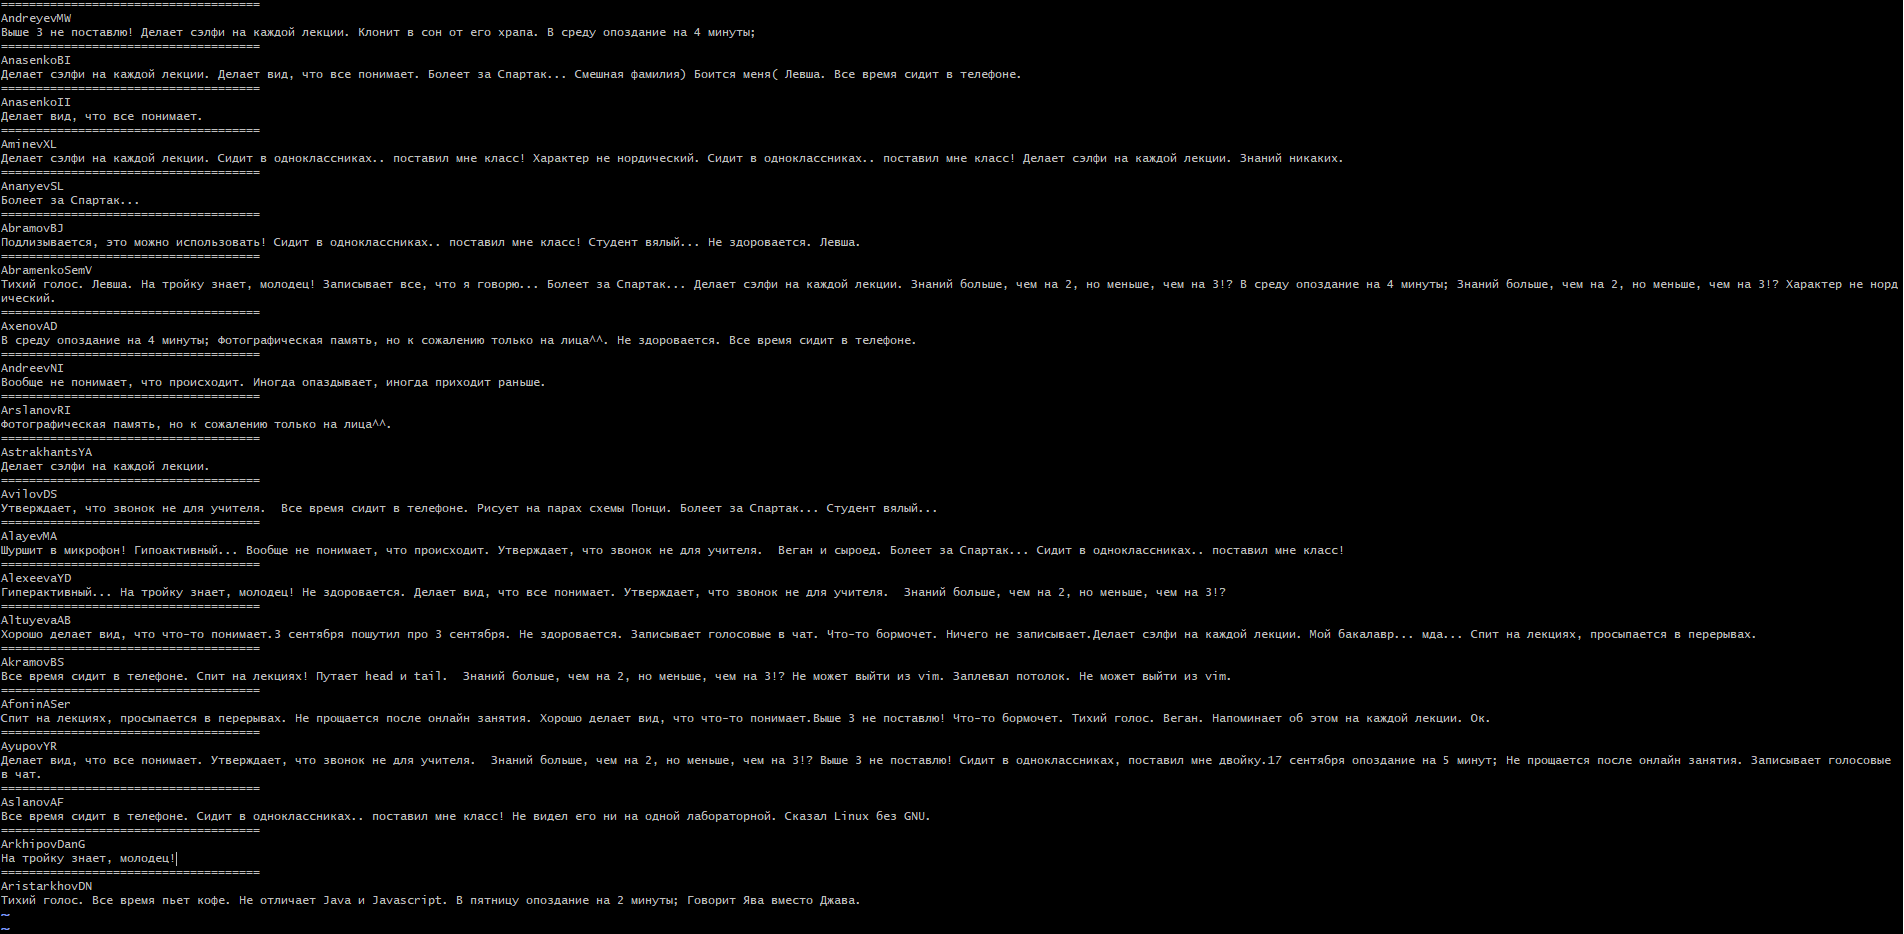 =====================================
AndreyevMW
Выше 3 не поставлю! Делает сэлфи на каждой лекции. Клонит в сон от его храпа. В среду опоздание на 4 минуты;
=====================================
AnasenkoBI
Делает сэлфи на каждой лекции. Делает вид, что все понимает. Болеет за Спартак... Смешная фамилия) Боится меня( Левша. Все время сидит в телефоне.
=====================================
AnasenkoII
Делает вид, что все понимает.
=====================================
AminevXL
Делает сэлфи на каждой лекции. Сидит в одноклассниках.. поставил мне класс! Характер не нордический. Сидит в одноклассниках.. поставил мне класс! Делает сэлфи на каждой лекции. Знаний никаких.
=====================================
AnanyevSL
Болеет за Спартак...
=====================================
AbramovBJ
Подлизывается, это можно использовать! Сидит в одноклассниках.. поставил мне класс! Студент вялый... Не здоровается. Левша.
=====================================
AbramenkoSemV
Тихий голос. Левша. На тройку знает, молодец! Записывает все, что я говорю... Болеет за Спартак... Делает сэлфи на каждой лекции. Знаний больше, чем на 2, но меньше, чем на 3!? В среду опоздание на 4 минуты; Знаний больше, чем на 2, но меньше, чем на 3!? Характер не норд
ический.
=====================================
AxenovAD
В среду опоздание на 4 минуты; Фотографическая память, но к сожалению только на лица^^. Не здоровается. Все время сидит в телефоне.
=====================================
AndreevNI
Вообще не понимает, что происходит. Иногда опаздывает, иногда приходит раньше.
=====================================
ArslanovRI
Фотографическая память, но к сожалению только на лица^^.
=====================================
AstrakhantsYA
Делает сэлфи на каждой лекции.
=====================================
AvilovDS
Утверждает, что звонок не для учителя.  Все время сидит в телефоне. Рисует на парах схемы Понци. Болеет за Спартак... Студент вялый...
=====================================
AlayevMA
Шуршит в микрофон! Гипоактивный... Вообще не понимает, что происходит. Утверждает, что звонок не для учителя.  Веган и сыроед. Болеет за Спартак... Сидит в одноклассниках.. поставил мне класс!
=====================================
AlexeevaYD
Гиперактивный... На тройку знает, молодец! Не здоровается. Делает вид, что все понимает. Утверждает, что звонок не для учителя.  Знаний больше, чем на 2, но меньше, чем на 3!?
=====================================
AltuyevaAB
Хорошо делает вид, что что-то понимает.3 сентября пошутил про 3 сентября. Не здоровается. Записывает голосовые в чат. Что-то бормочет. Ничего не записывает.Делает сэлфи на каждой лекции. Мой бакалавр... мда... Спит на лекциях, просыпается в перерывах.
=====================================
AkramovBS
Все время сидит в телефоне. Спит на лекциях! Путает head и tail.  Знаний больше, чем на 2, но меньше, чем на 3!? Не может выйти из vim. Заплевал потолок. Не может выйти из vim.
=====================================
AfoninASer
Спит на лекциях, просыпается в перерывах. Не прощается после онлайн занятия. Хорошо делает вид, что что-то понимает.Выше 3 не поставлю! Что-то бормочет. Тихий голос. Веган. Напоминает об этом на каждой лекции. Ок.
=====================================
AyupovYR
Делает вид, что все понимает. Утверждает, что звонок не для учителя.  Знаний больше, чем на 2, но меньше, чем на 3!? Выше 3 не поставлю! Сидит в одноклассниках, поставил мне двойку.17 сентября опоздание на 5 минут; Не прощается после онлайн занятия. Записывает голосовые
в чат.
=====================================
AslanovAF
Все время сидит в телефоне. Сидит в одноклассниках.. поставил мне класс! Не видел его ни на одной лабораторной. Сказал Linux без GNU.
=====================================
ArkhipovDanG
На тройку знает, молодец!
=====================================
AristarkhovDN
Тихий голос. Все время пьет кофе. Не отличает Java и Javascript. В пятницу опоздание на 2 минуты; Говорит Ява вместо Джава.
~
~